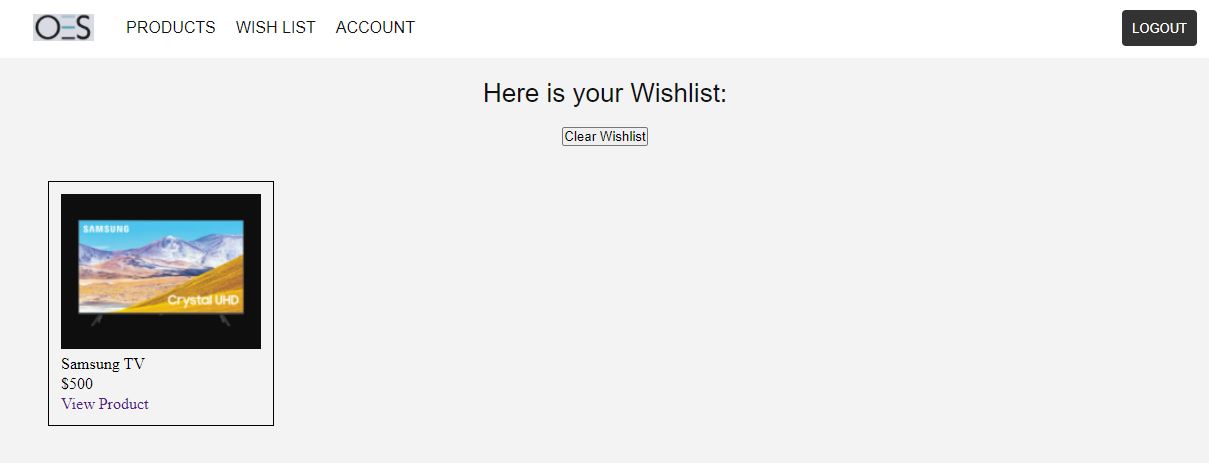 OES
PRODUCTS WISH LIST ACCOUNT LOGOUT
Here is your Wishlist:
Clear Wishlist
SAMSUNG
Crystal UHD
Samsung TV
$500
View Product